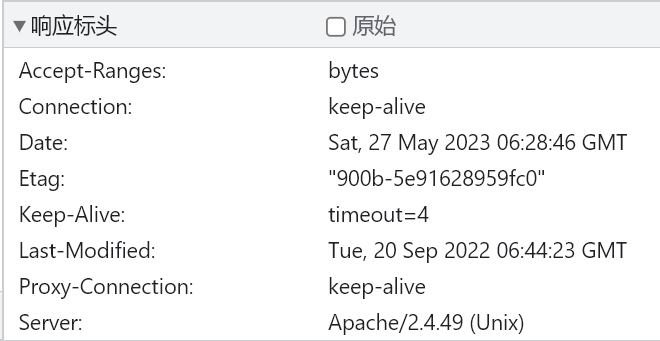 响应标头 原始
Accept-Ranges: bytes
Connection: keep-alive
Date: Sat, 27 May 2023 06:28:46 GMT
Etag: "900b-5e91628959fc0"
Keep-Alive: timeout=4
Last-Modified: Tue, 20 Sep 2022 06:44:23 GMT
Proxy-Connection: keep-alive
Server: Apache/2.4.49 (Unix)